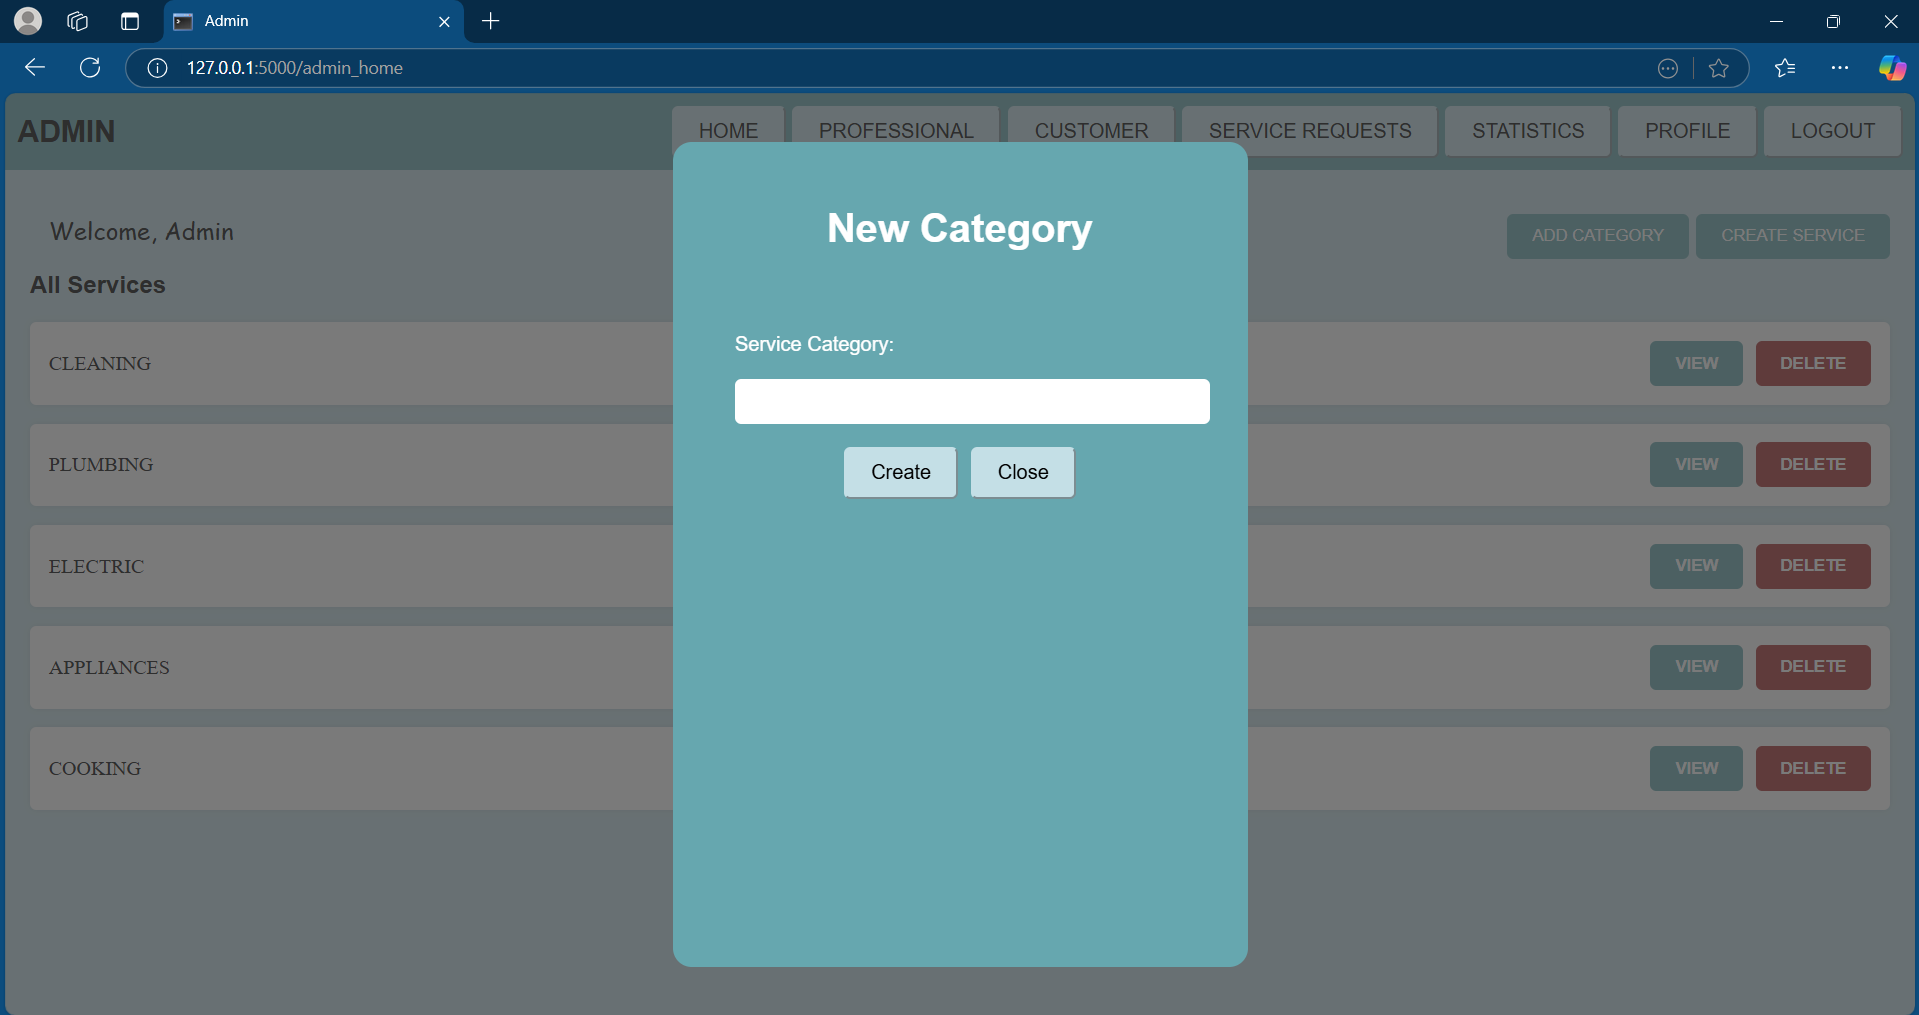 Admin
127.0.0.1:5000/admin_home
ADMIN
HOME PROFESSIONAL CUSTOMER SERVICE REQUESTS STATISTICS PROFILE LOGOUT
Welcome, Admin
ADD CATEGORY CREATE SERVICE
All Services
CLEANING VIEW DELETE
PLUMBING VIEW DELETE
ELECTRIC VIEW DELETE
APPLIANCES VIEW DELETE
COOKING VIEW DELETE
New Category
Service Category:
Create Close